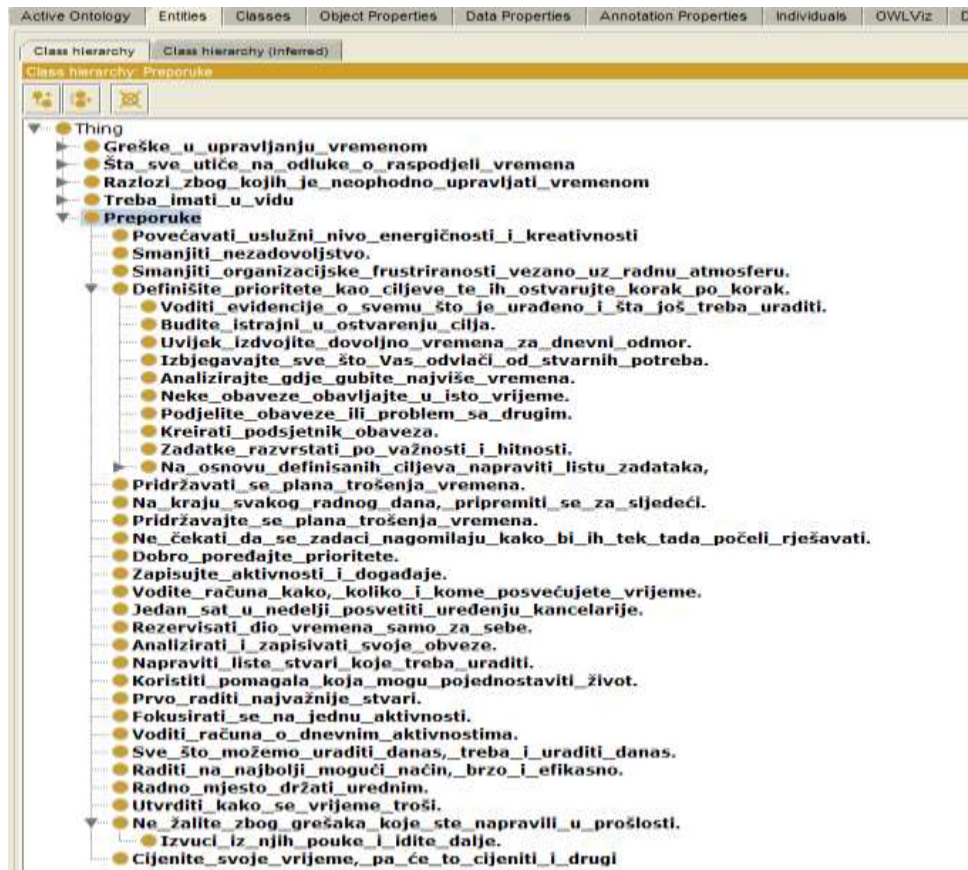 Active Ontology Entities Classes Object Properties Data Properties Annotation Properties Individuals OWLViz D
Class hierarchy Class hierarchy (Inferred)
Class hierarchy: Preporuke
Thing
Greške_u_upravljanju_vremenom
Šta_sve_utiče_na_odluke_o_raspodjeli_vremena
Razlozi_zbog_kojih_je_neophodno_upravljati_vremenom
Treba_imati_u_vidu
Preporuke
Povećavati_uslužni_nivo_energičnosti_i_kreativnosti
Smanjiti_nezadovoljstvo.
Smanjiti_organizacijske_frustriranosti_vezano_uz_radnu_atmosferu.
Definišite_prioritete_kao_ciljeve_te_ih_ostvarujte_korak_po_korak.
Voditi_evidencije_o_svemu_što_je_urađeno_i_šta_još_treba_uraditi.
Budite_istrajni_u_ostvarenju_cilja.
Uvijek_izdvojite_dovoljno_vremena_za_dnevni_odmor.
Izbjegavajte_sve_što_Vas_odvlači_od_stvarnih_potreba.
Analizirajte_gdje_gubite_najviše_vremena.
Neke_obaveze_obavljajte_u_isto_vrijeme.
Podjelite_obaveze_ili_problem_sa_drugim.
Kreirati_podsjetnik_obaveza.
Zadatke_razvrstati_po_važnosti_i_hitnosti.
Na_osnovu_definisanih_ciljeva_napraviti_listu_zadataka,
Pridržavati_se_plana_trošenja_vremena.
Na_kraju_svakog_radnog_dana,_pripremiti_se_za_sljedeći.
Pridržavajte_se_plana_trošenja_vremena.
Ne_čekati_da_se_zadaci_nagomilaju_kako_bi_ih_tek_tada_počeli_rješavati.
Dobro_poređajte_prioritete.
Zapisujte_aktivnosti_i_događaje.
Vodite_računa_kako,_koliko_i_kome_posvećujete_vrijeme.
Jedan_sat_u_nedelji_posvetiti_uređenju_kancelarije.
Rezervisati_dio_vremena_samo_za_sebe.
Analizirati_i_zapisivati_svoje_obveze.
Napraviti_liste_stvari_koje_treba_uraditi.
Koristiti_pomagala_koja_mogu_pojednostaviti_život.
Prvo_raditi_najvažnije_stvari.
Fokusirati_se_na_jednu_aktivnosti.
Voditi_računa_o_dnevnim_aktivnostima.
Sve_što_možemo_uraditi_danas,_treba_i_uraditi_danas.
Raditi_na_najbolji_mogući_način,_brzo_i_efikasno.
Radno_mjesto_držati_urednim.
Utvrditi_kako_se_vrijeme_troši.
Ne_žalite_zbog_grešaka_koje_ste_napravili_u_prošlosti.
Izvuci_iz_njih_pouke_i_idite_dalje.
Cijenite_svoje_vrijeme,_pa_će_to_cijeniti_i_drugi